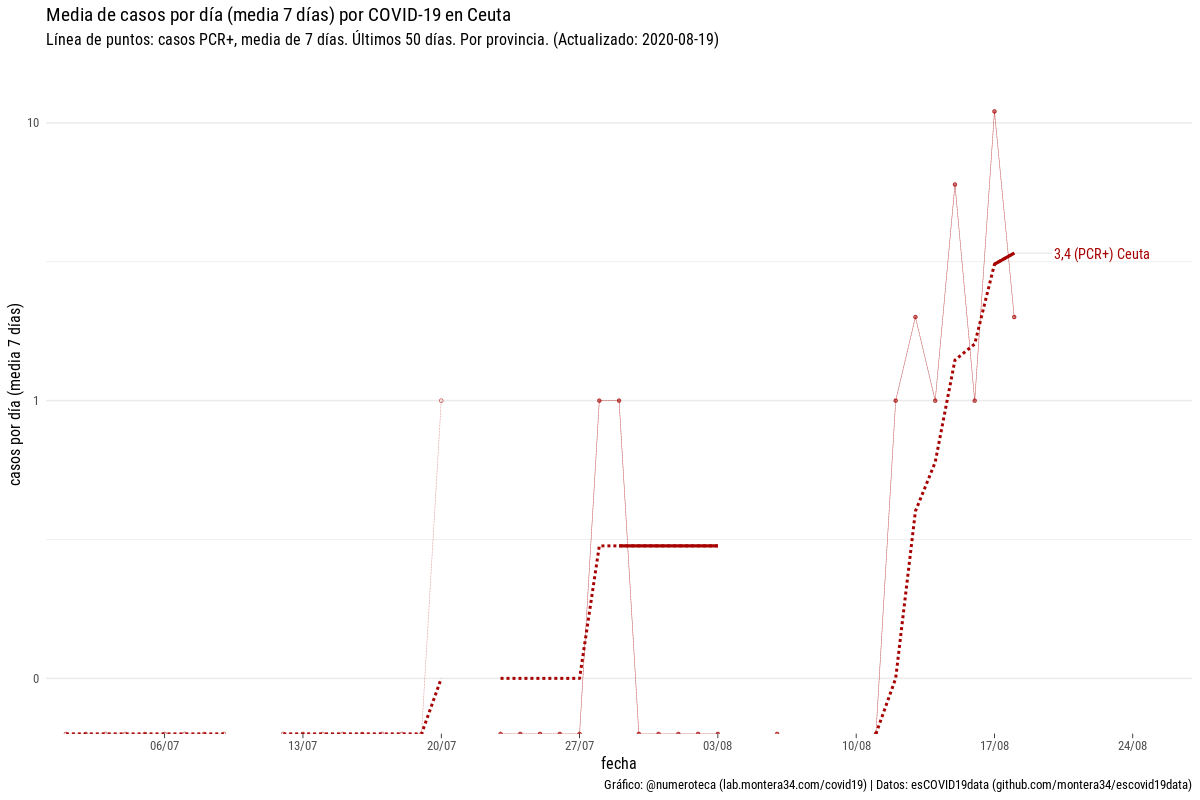 Media de casos por día (media 7 días) por COVID-19 en Ceuta
Línea de puntos: casos PCR+, media de 7 días. Últimos 50 días. Por provincia. (Actualizado: 2020-08-19)
casos por día (media 7 días)
10
1
0
3,4 (PCR+) Ceuta
06/07
13/07
20/07
27/07
03/08
10/08
17/08
24/08
fecha
Gráfico: @numeroteca (lab.montera34.com/covid19) | Datos: esCOVID19data (github.com/montera34/escovid19data)